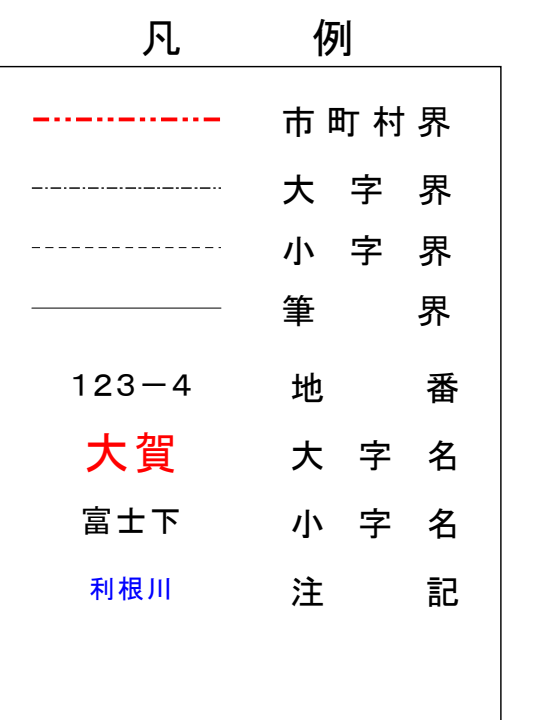 凡 例
市町村界
大字界
小字界
筆界
123-4 地番
大賀 大字名
富士下 小字名
利根川 注記